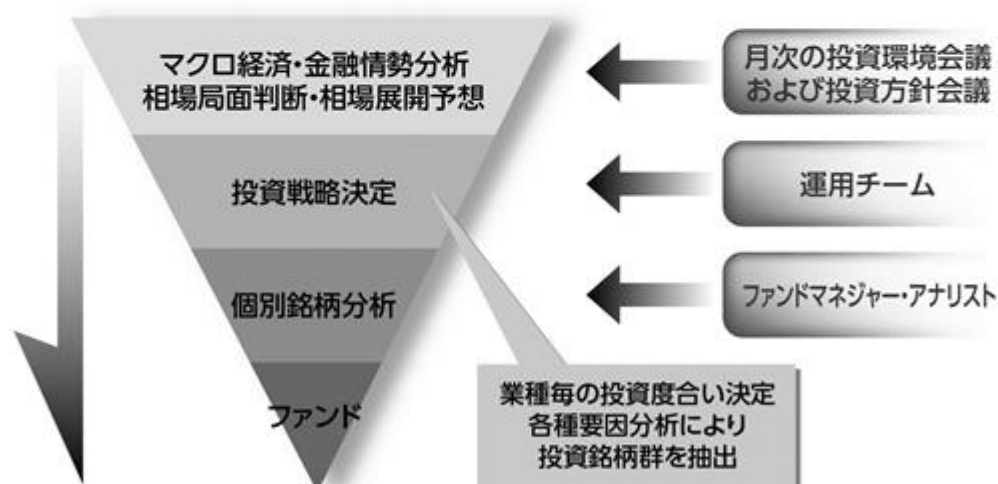 マクロ経済・金融情勢分析
相場局面判断・相場展開予想
月次の投資環境会議
および投資方針会議
投資戦略決定
運用チーム
個別銘柄分析
ファンドマネジャー・アナリスト
ファンド
業種毎の投資度合い決定
各種要因分析により
投資銘柄群を抽出